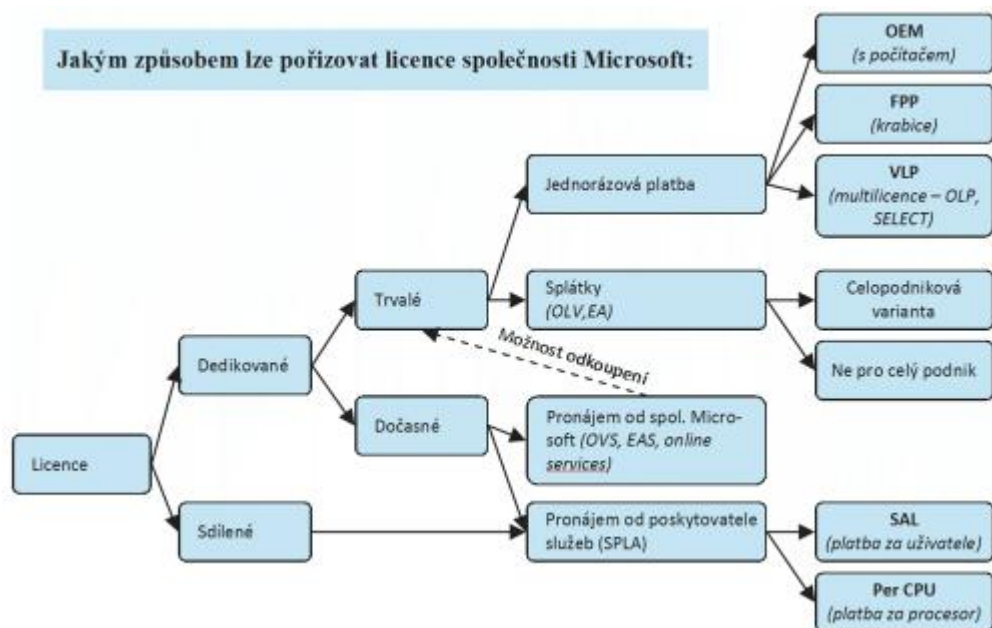 Jakým způsobem lze pořizovat licence společnosti Microsoft:
OEM
(s počítačem)
FPP
(krabice)
VLP
(multilicence – OLP,
SELECT)
Jednorázová platba
Trvalé
Splátky
(OLV,EA)
Celopodniková
varianta
Ne pro celý podnik
Možnost odkoupení
Dedikované
Dočasné
Pronájem od spol. Micro-
soft (OVS, EAS, online
services)
Licence
Sdílené
Pronájem od poskytovatele
služeb (SPLA)
SAL
(platba za uživatele)
Per CPU
(platba za procesor)